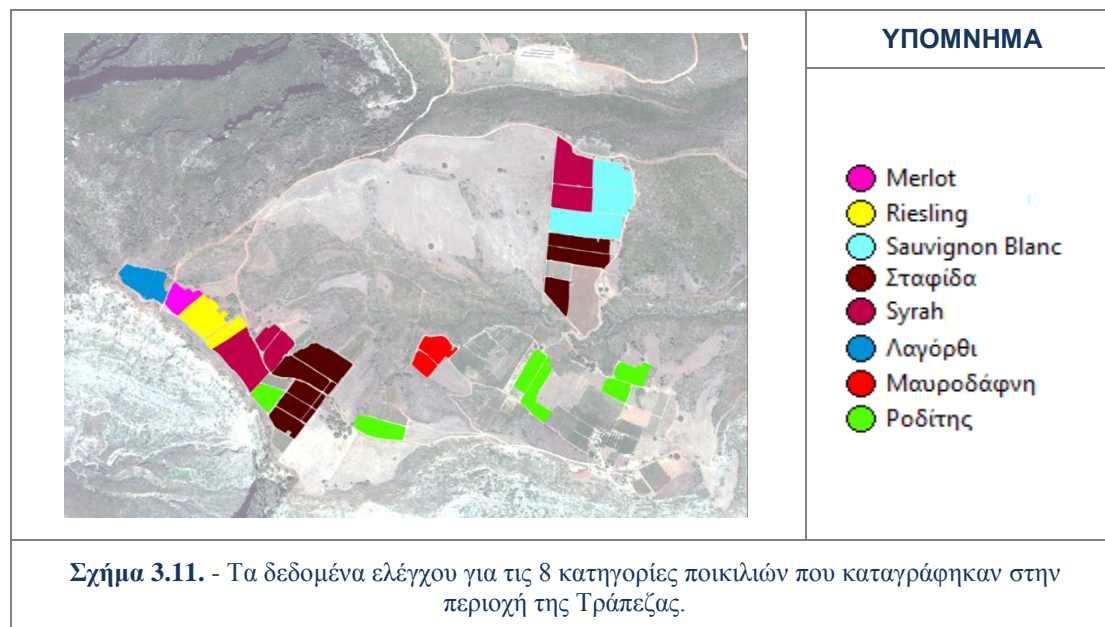 ΥΠΟΜΝΗΜΑ
Merlot
Riesling
Sauvignon Blanc
Σταφίδα
Syrah
Λαγόρθι
Μαυροδάφνη
Ροδίτης
Σχήμα 3.11. - Τα δεδομένα ελέγχου για τις 8 κατηγορίες ποικιλιών που καταγράφηκαν στην
περιοχή της Τράπεζας.